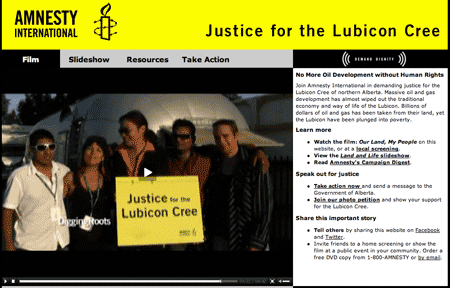 AMNESTY
INTERNATIONAL
Justice for the Lubicon Cree
Film Slideshow Resources Take Action
DEMAND DIGNITY
Justice for the
Lubicon Cree
DiggingRoots
No More Oil Development without Human Rights
Join Amnesty International in demanding justice for the
Lubicon Cree of northern Alberta. Massive oil and gas
development has almost wiped out the traditional
economy and way of life of the Lubicon. Billions of
dollars of oil and gas has been taken from their land, yet
the Lubicon have been plunged into poverty.
Learn more
• Watch the film: Our Land, My People on this
website, or at a local screening.
• View the Land and Life slideshow.
• Read Amnesty's Campaign Digest.
Speak out for justice
• Take action now and send a message to the
Government of Alberta.
• Join our photo petition and show your support
for the Lubicon Cree.
Share this important story
• Tell others by sharing this website on Facebook
and Twitter.
• Invite friends to a home screening or show the
film at a public event in your community. Order a
free DVD copy from 1-800-AMNESTY or by email.